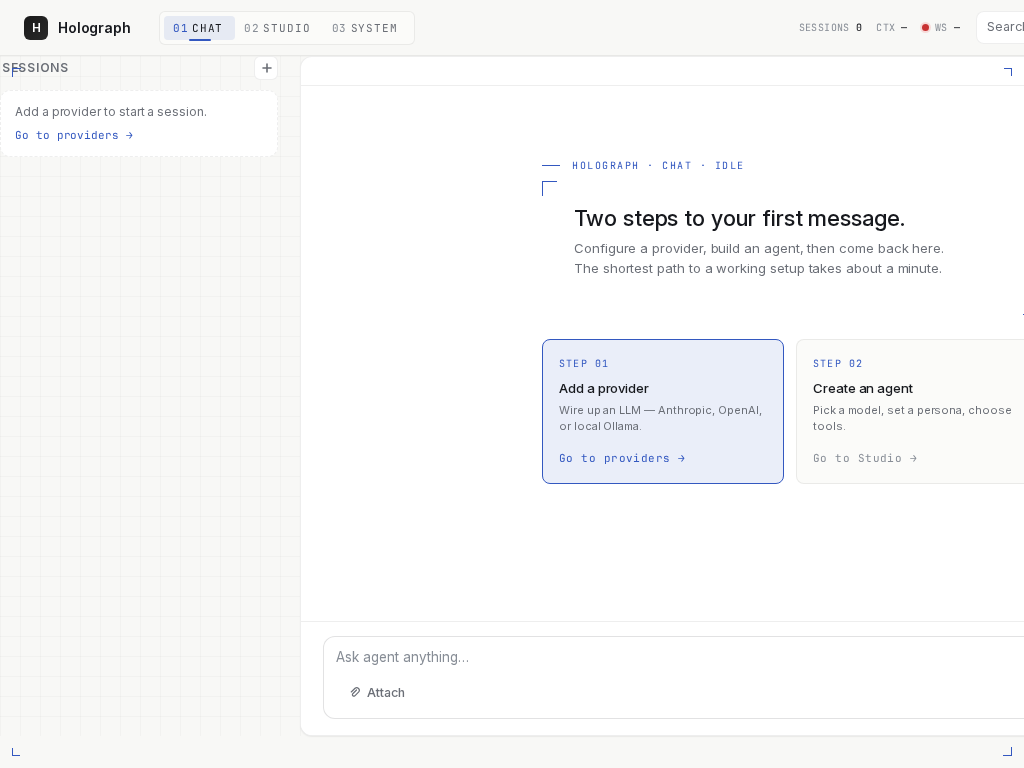 H Holograph 01 CHAT 02 STUDIO 03 SYSTEM SESSIONS 0 CTX — WS — Search
SESSIONS +
Add a provider to start a session.
Go to providers →
HOLOGRAPH · CHAT · IDLE
Two steps to your first message.
Configure a provider, build an agent, then come back here.
The shortest path to a working setup takes about a minute.
STEP 01
Add a provider
Wire up an LLM — Anthropic, OpenAI,
or local Ollama.
Go to providers →
STEP 02
Create an agent
Pick a model, set a persona, choose
tools.
Go to Studio →
Ask agent anything...
Attach